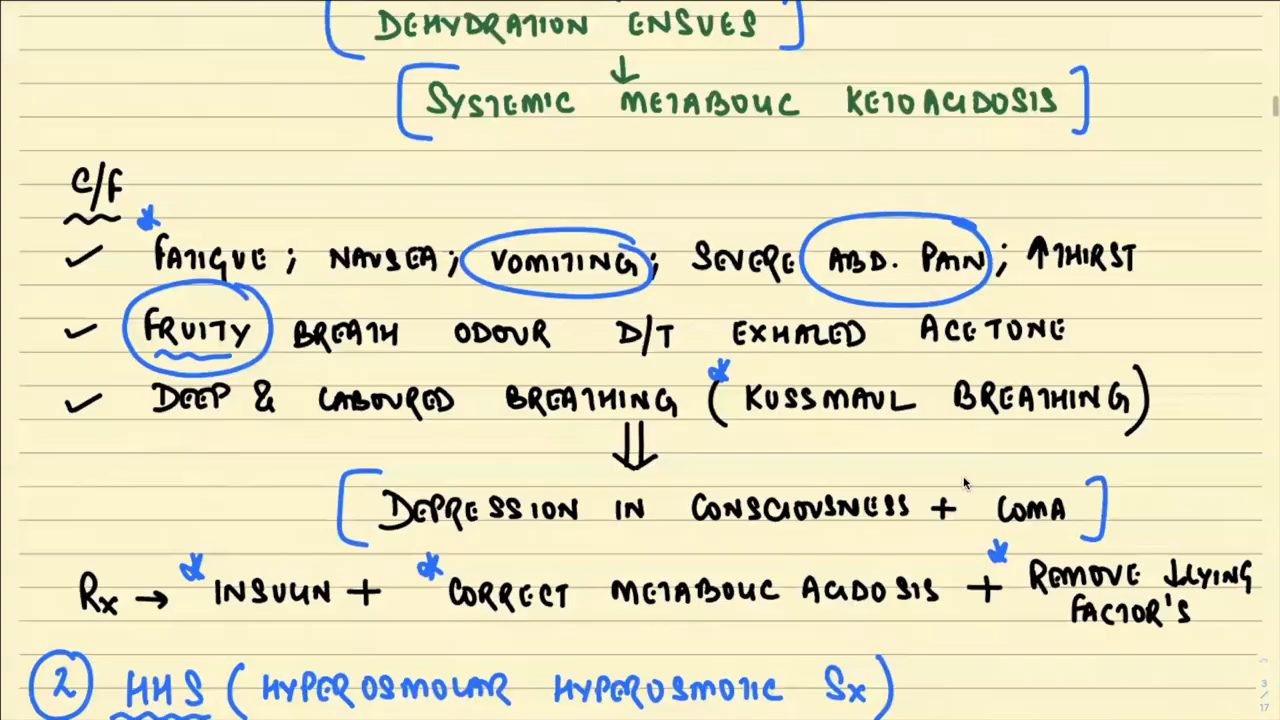 [ DEHYDRATION ENSUES ]
↓
[ SYSTEMIC METABOLIC KETOACIDOSIS ]
C/F
✓ * FATIGUE ; NAUSEA ; VOMITING ; SEVERE ABD. PAIN ; ↑THIRST
✓ FRUITY BREATH ODOUR D/T EXHALED ACETONE
✓ DEEP & LABOURED BREATHING ( * KUSSMAUL BREATHING )
⇓
[ DEPRESSION IN CONSCIOUSNESS + COMA ]
Rx → * INSULIN + * CORRECT METABOLIC ACIDOSIS + * REMOVE ↓LYING
FACTOR'S
② HHS ( HYPEROSMOLAR HYPEROSMOTIC Sx )
3
/
17